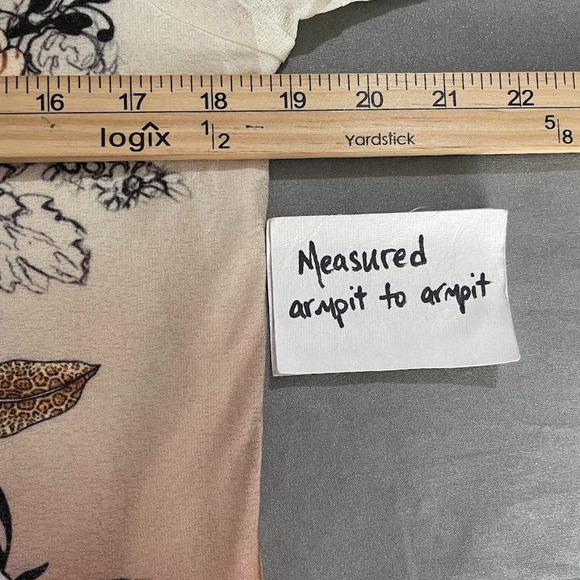 16 17 18 19 20 21 22
logix 1/2 Yardstick 5/8
Measured
armpit to armpit